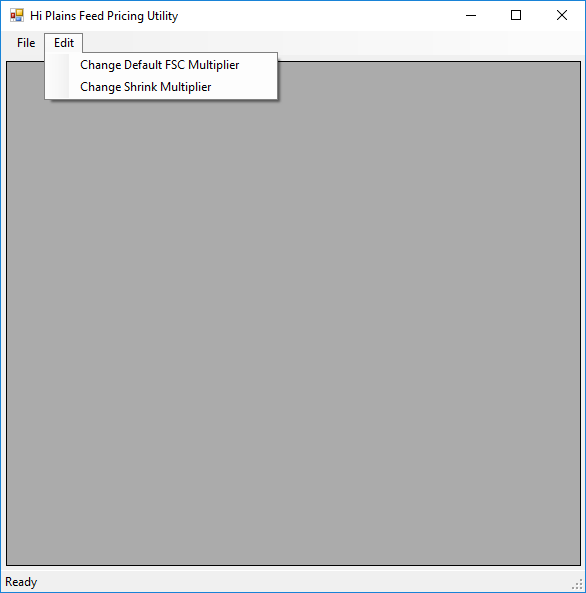 Hi Plains Feed Pricing Utility
File Edit
Change Default FSC Multiplier
Change Shrink Multiplier
Ready